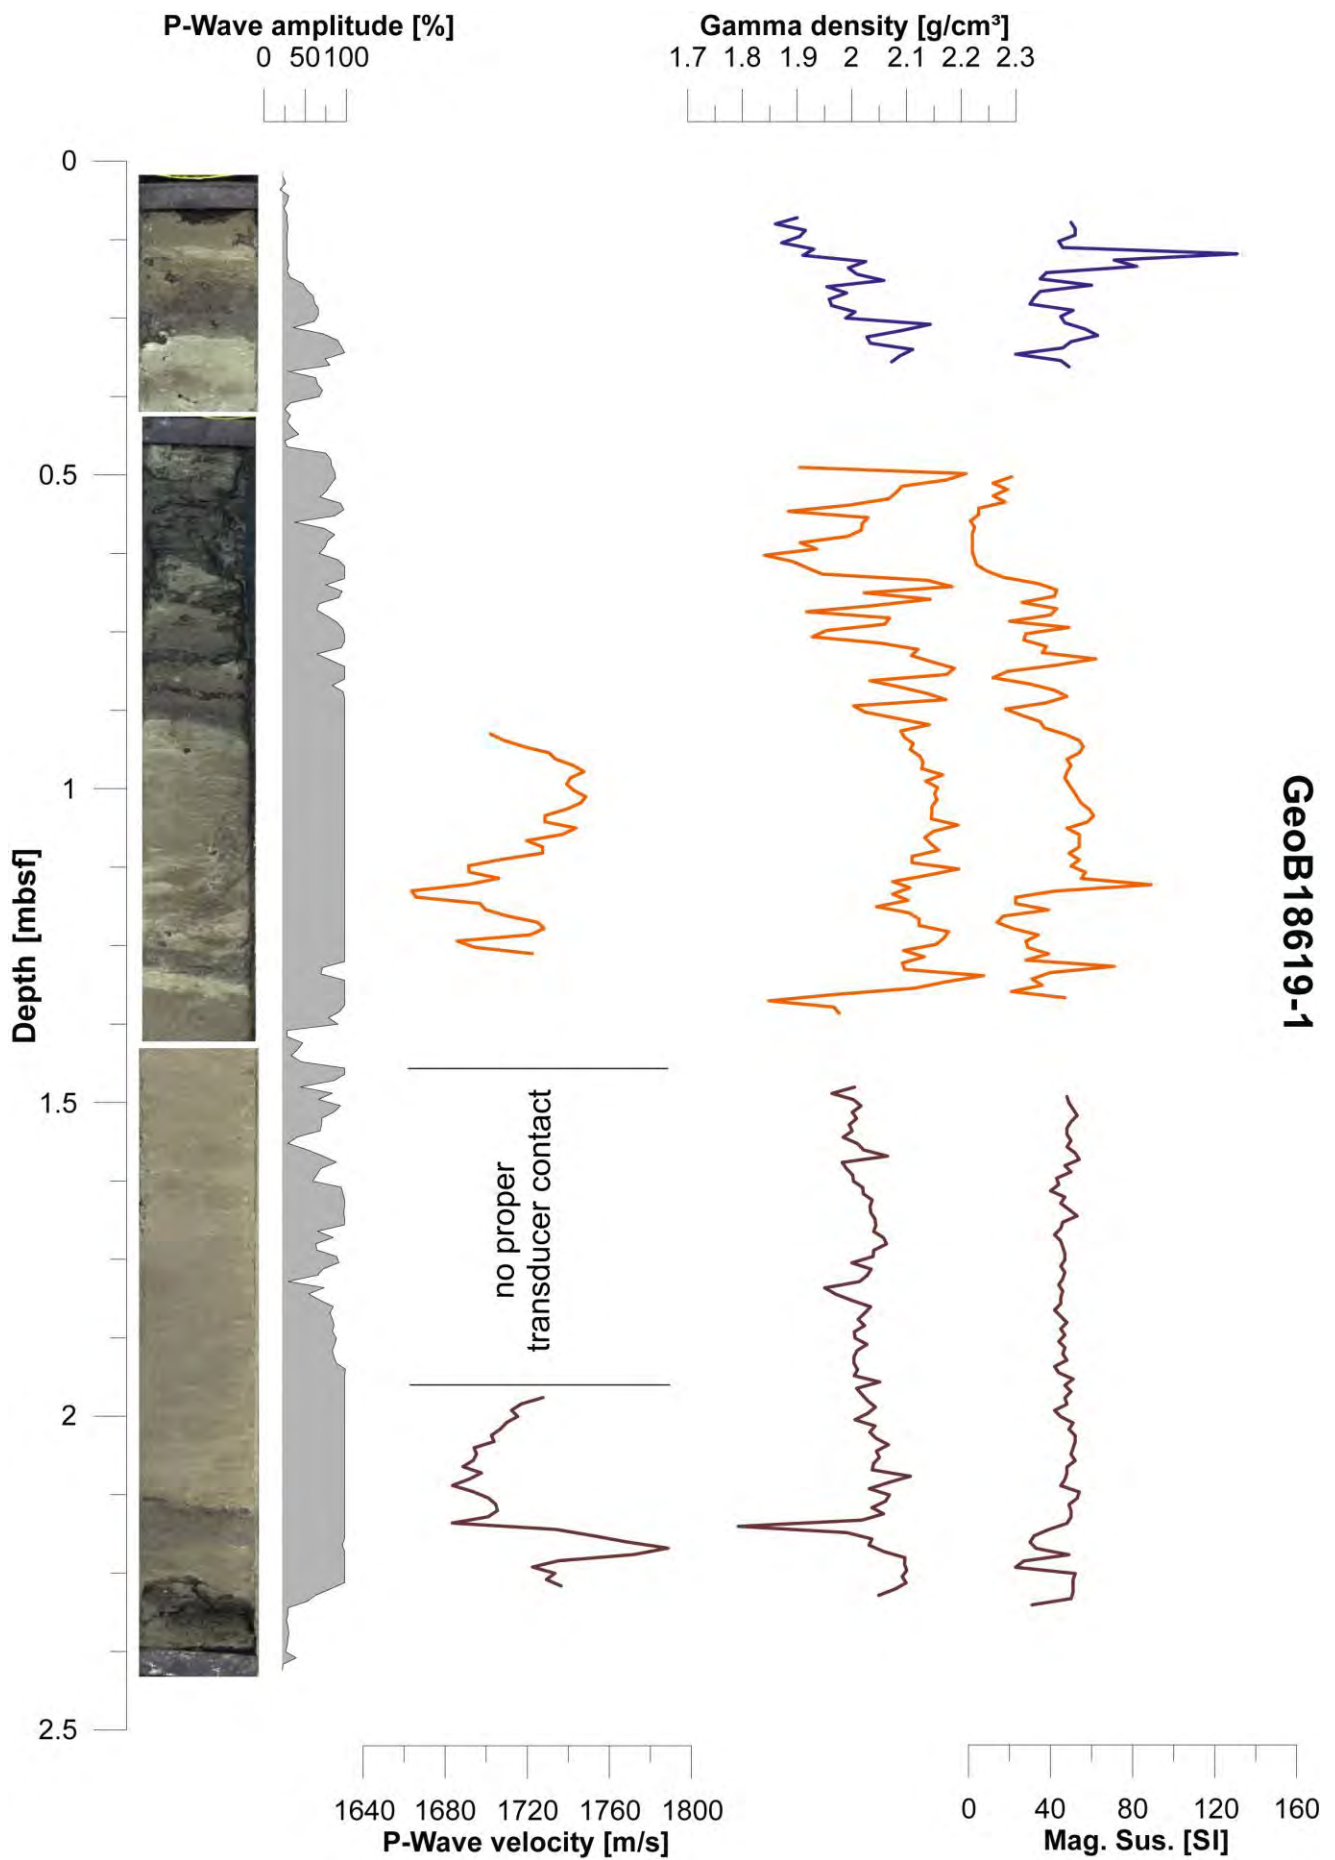 P-Wave amplitude [%]
0 50 100
Gamma density [g/cm³]
1.7 1.8 1.9 2 2.1 2.2 2.3
0
0.5
1
1.5
2
2.5
Depth [mbsf]
no proper
transducer contact
GeoB18619-1
1640 1680 1720 1760 1800
P-Wave velocity [m/s]
0 40 80 120 160
Mag. Sus. [SI]